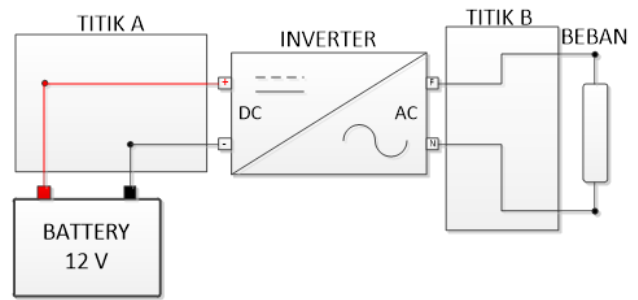 TITIK A
INVERTER
TITIK B
BEBAN
+
F
DC
AC
-
N
BATTERY
12 V